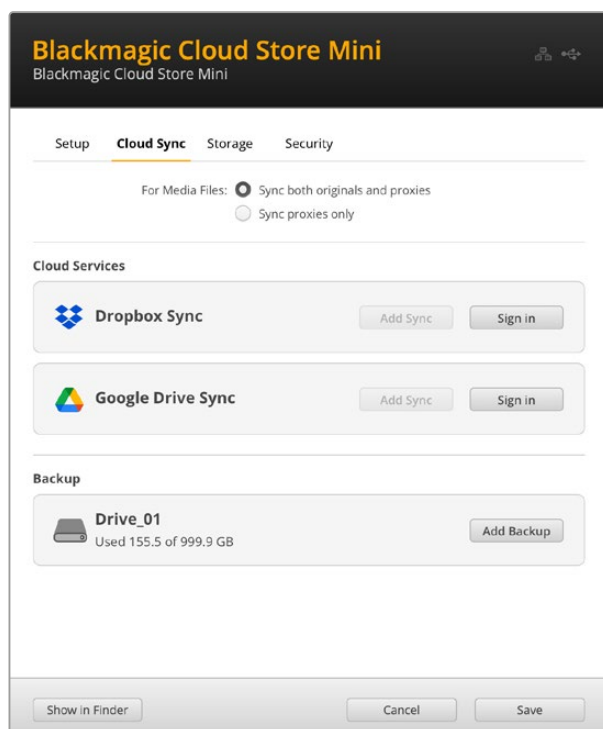 Blackmagic Cloud Store Mini
Blackmagic Cloud Store Mini
Setup Cloud Sync Storage Security
For Media Files: Sync both originals and proxies
Sync proxies only
Cloud Services
Dropbox Sync Add Sync Sign in
Google Drive Sync Add Sync Sign in
Backup
Drive_01
Used 155.5 of 999.9 GB
Add Backup
Show in Finder Cancel Save